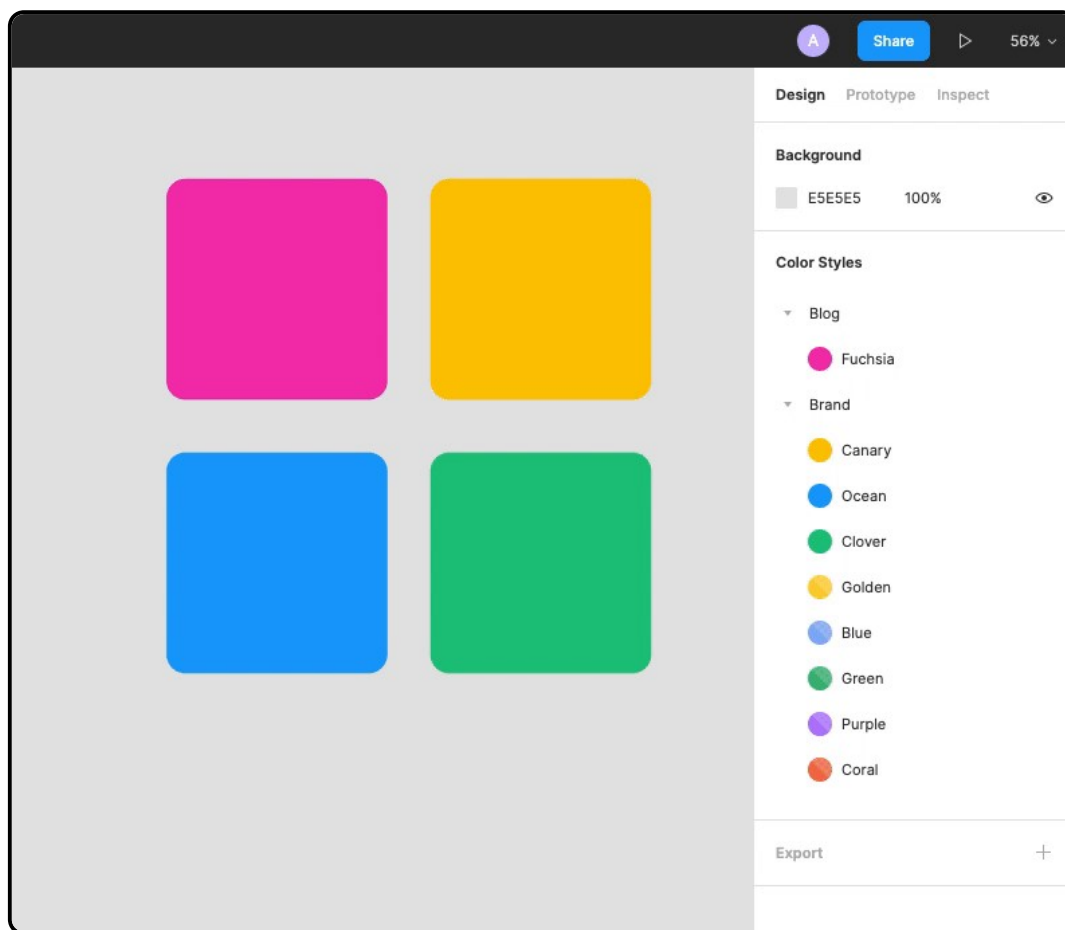 A Share 56%
Design Prototype Inspect
Background
E5E5E5 100%
Color Styles
Blog
Fuchsia
Brand
Canary
Ocean
Clover
Golden
Blue
Green
Purple
Coral
Export